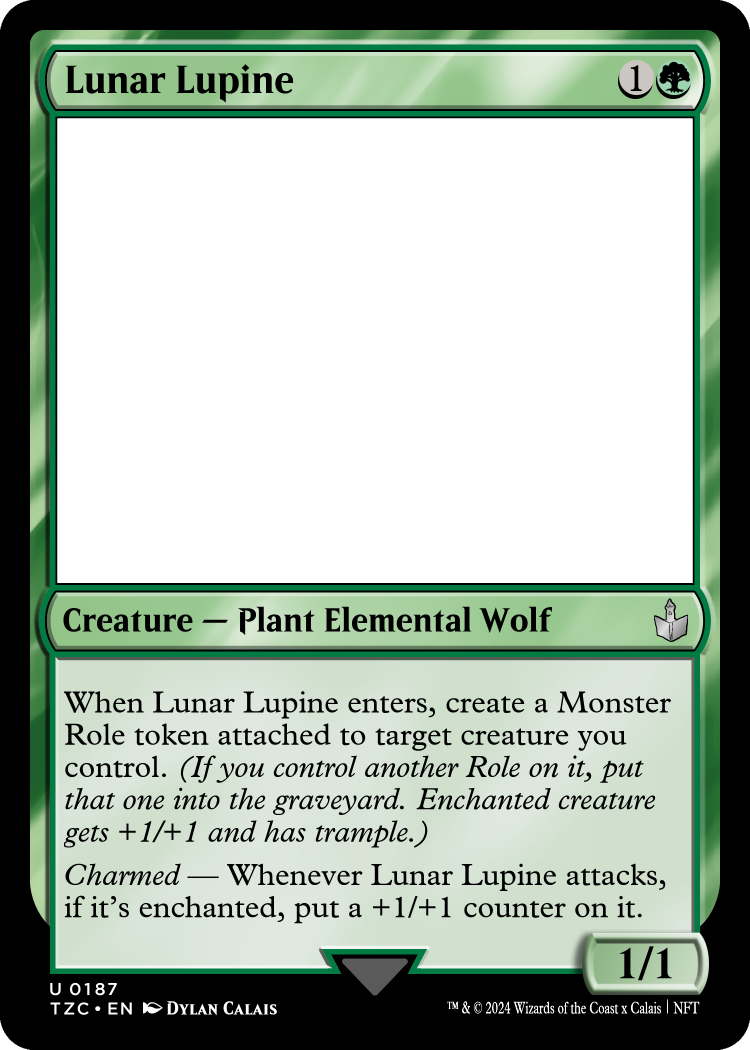 Lunar Lupine
1
Creature — Plant Elemental Wolf
When Lunar Lupine enters, create a Monster
Role token attached to target creature you
control. (If you control another Role on it, put
that one into the graveyard. Enchanted creature
gets +1/+1 and has trample.)
Charmed — Whenever Lunar Lupine attacks,
if it's enchanted, put a +1/+1 counter on it.
1/1
U 0187
TZC • EN DYLAN CALAIS
™ & © 2024 Wizards of the Coast x Calais | NFT